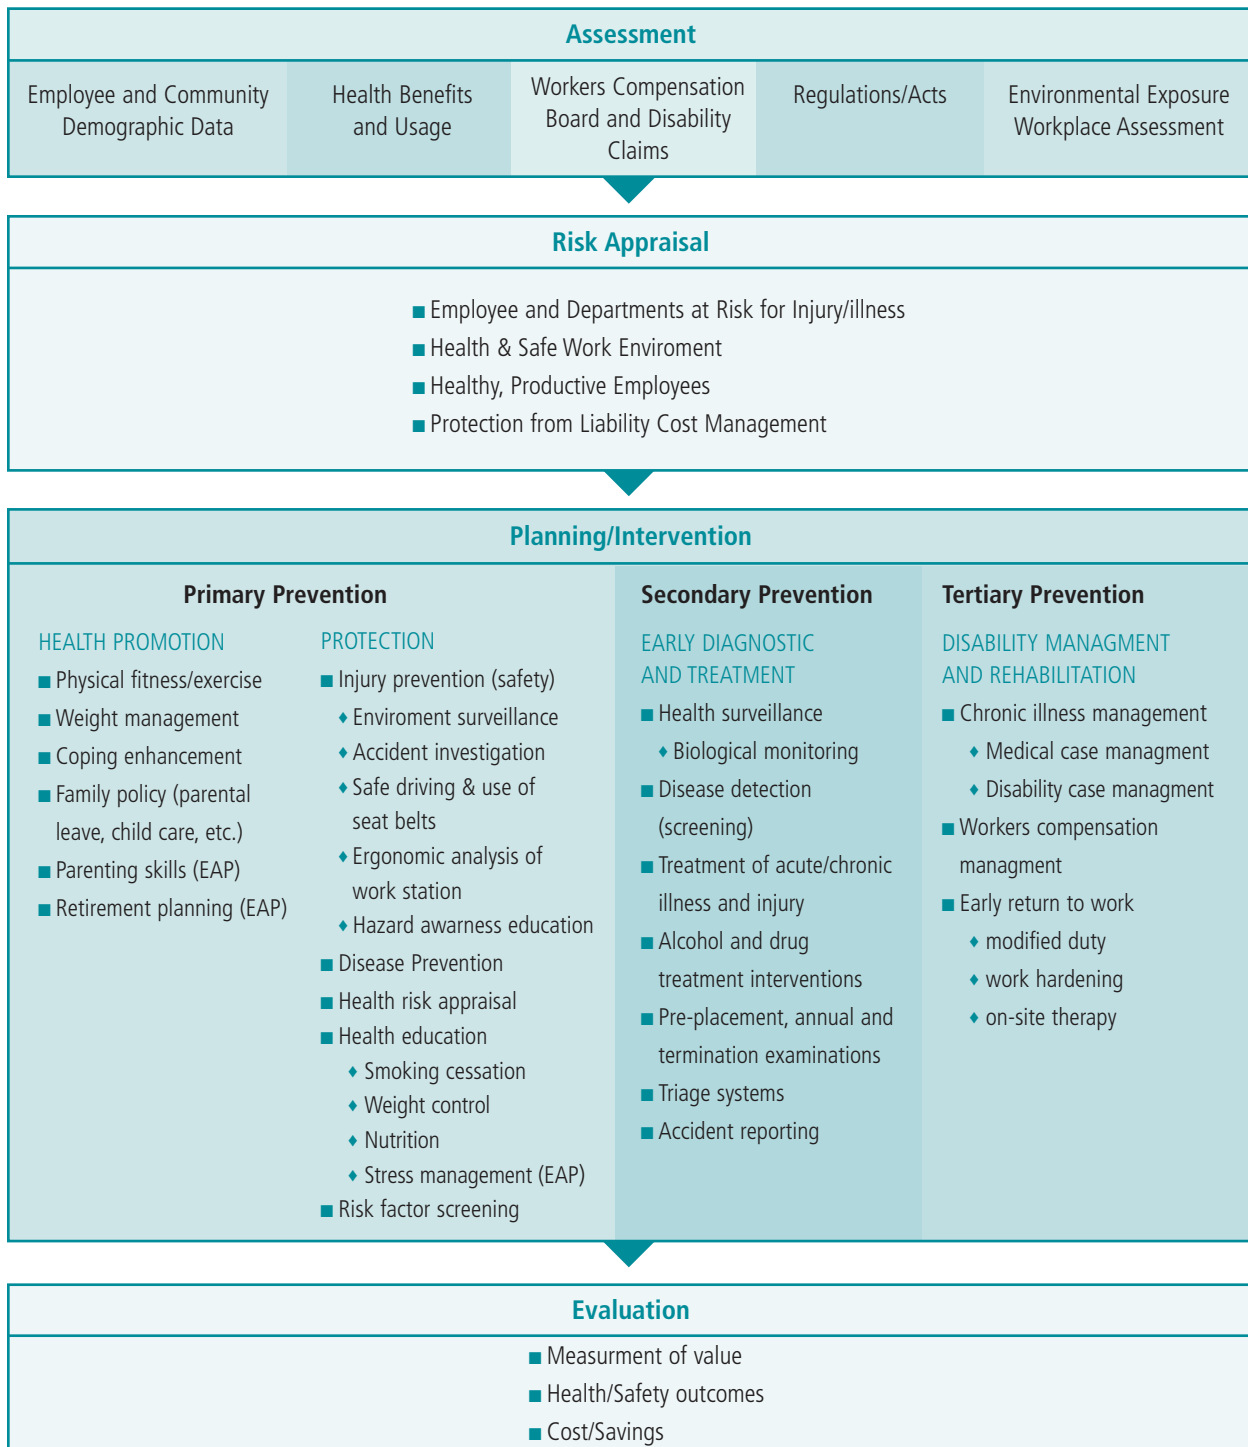 Assessment
Employee and Community
Demographic Data
Health Benefits
and Usage
Workers Compensation
Board and Disability
Claims
Regulations/Acts
Environmental Exposure
Workplace Assessment
Risk Appraisal
■ Employee and Departments at Risk for Injury/illness
■ Health & Safe Work Enviroment
■ Healthy, Productive Employees
■ Protection from Liability Cost Management
Planning/Intervention
Primary Prevention
HEALTH PROMOTION
■ Physical fitness/exercise
■ Weight management
■ Coping enhancement
■ Family policy (parental
leave, child care, etc.)
■ Parenting skills (EAP)
■ Retirement planning (EAP)
PROTECTION
■ Injury prevention (safety)
♦ Enviroment surveillance
♦ Accident investigation
♦ Safe driving & use of
seat belts
♦ Ergonomic analysis of
work station
♦ Hazard awarness education
■ Disease Prevention
■ Health risk appraisal
■ Health education
♦ Smoking cessation
♦ Weight control
♦ Nutrition
♦ Stress management (EAP)
■ Risk factor screening
Secondary Prevention
EARLY DIAGNOSTIC
AND TREATMENT
■ Health surveillance
♦ Biological monitoring
■ Disease detection
(screening)
■ Treatment of acute/chronic
illness and injury
■ Alcohol and drug
treatment interventions
■ Pre-placement, annual and
termination examinations
■ Triage systems
■ Accident reporting
Tertiary Prevention
DISABILITY MANAGMENT
AND REHABILITATION
■ Chronic illness management
♦ Medical case managment
♦ Disability case managment
■ Workers compensation
managment
■ Early return to work
♦ modified duty
♦ work hardening
♦ on-site therapy
Evaluation
■ Measurment of value
■ Health/Safety outcomes
■ Cost/Savings